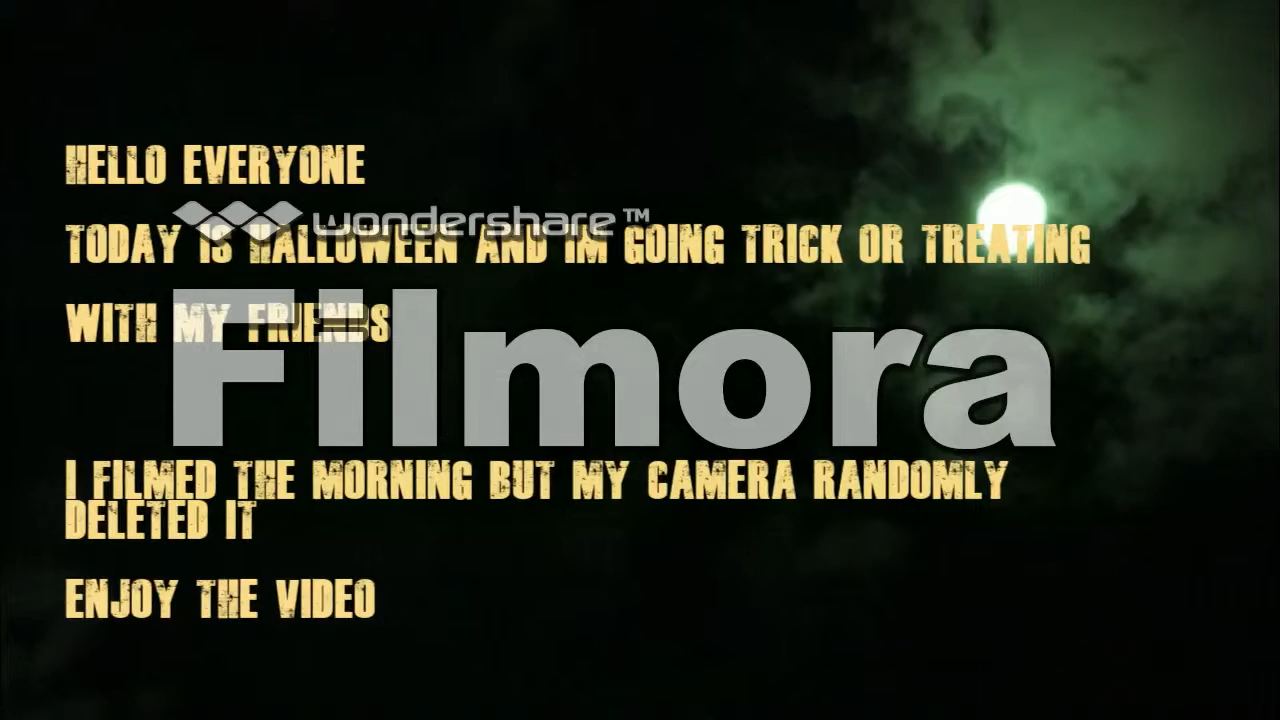 HELLO EVERYONE
wondershare™
TODAY IS HALLOWEEN AND IM GOING TRICK OR TREATING
WITH MY FRIENDS
Filmora
I FILMED THE MORNING BUT MY CAMERA RANDOMLY
DELETED IT
ENJOY THE VIDEO